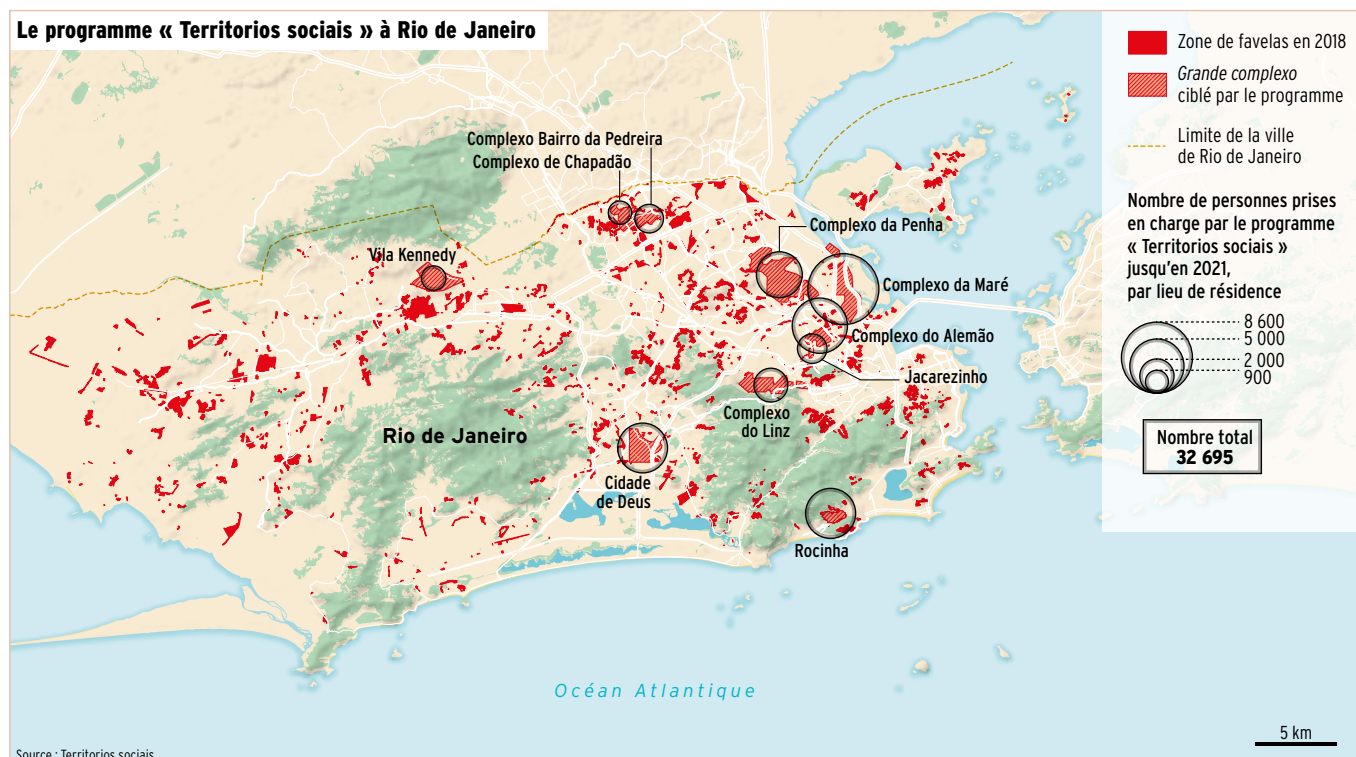 Le programme « Territorios sociais » à Rio de Janeiro
Zone de favelas en 2018
Grande complexo
ciblé par le programme
Limite de la ville
de Rio de Janeiro
Nombre de personnes prises
en charge par le programme
« Territorios sociais »
jusqu'en 2021,
par lieu de résidence
8 600
5 000
2 000
900
Nombre total
32 695
Complexo Bairro da Pedreira
Complexo de Chapadão
Vila Kennedy
Complexo da Penha
Complexo da Maré
Complexo do Alemão
Jacarezinho
Complexo
do Linz
Rio de Janeiro
Cidade
de Deus
Rocinha
Océan Atlantique
5 km
Source : Territorios sociais